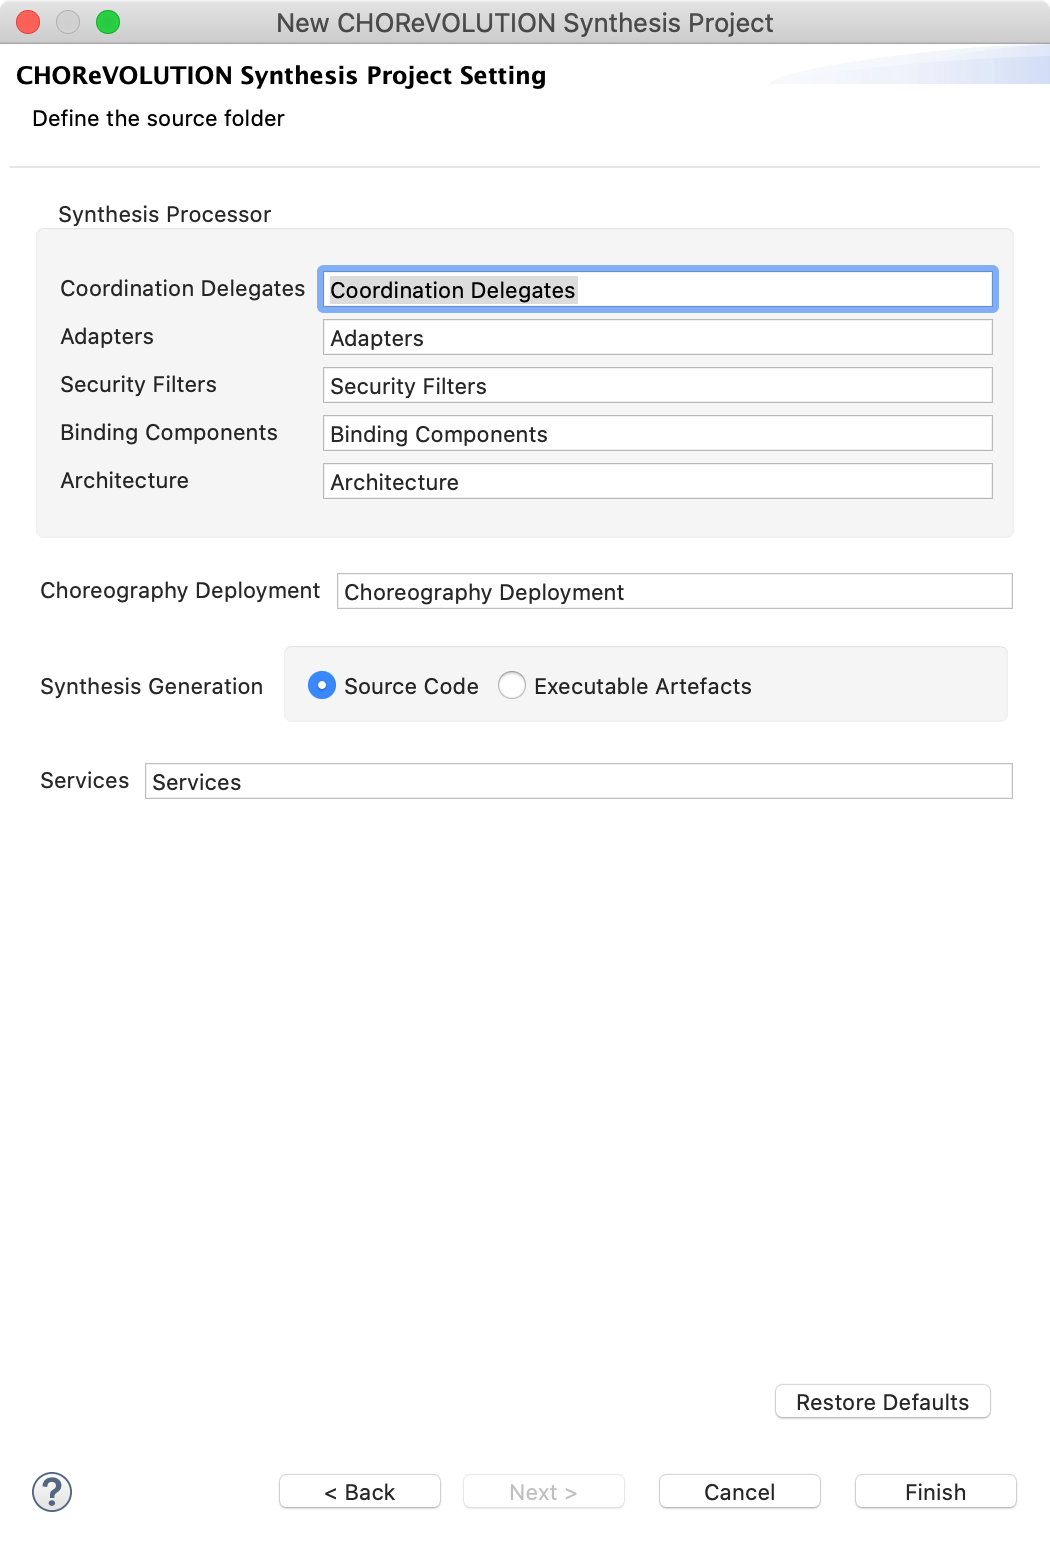 New CHOReVOLUTION Synthesis Project
CHOReVOLUTION Synthesis Project Setting
Define the source folder
Synthesis Processor
Coordination Delegates Coordination Delegates
Adapters Adapters
Security Filters Security Filters
Binding Components Binding Components
Architecture Architecture
Choreography Deployment Choreography Deployment
Synthesis Generation Source Code Executable Artefacts
Services Services
Restore Defaults
? < Back Next > Cancel Finish